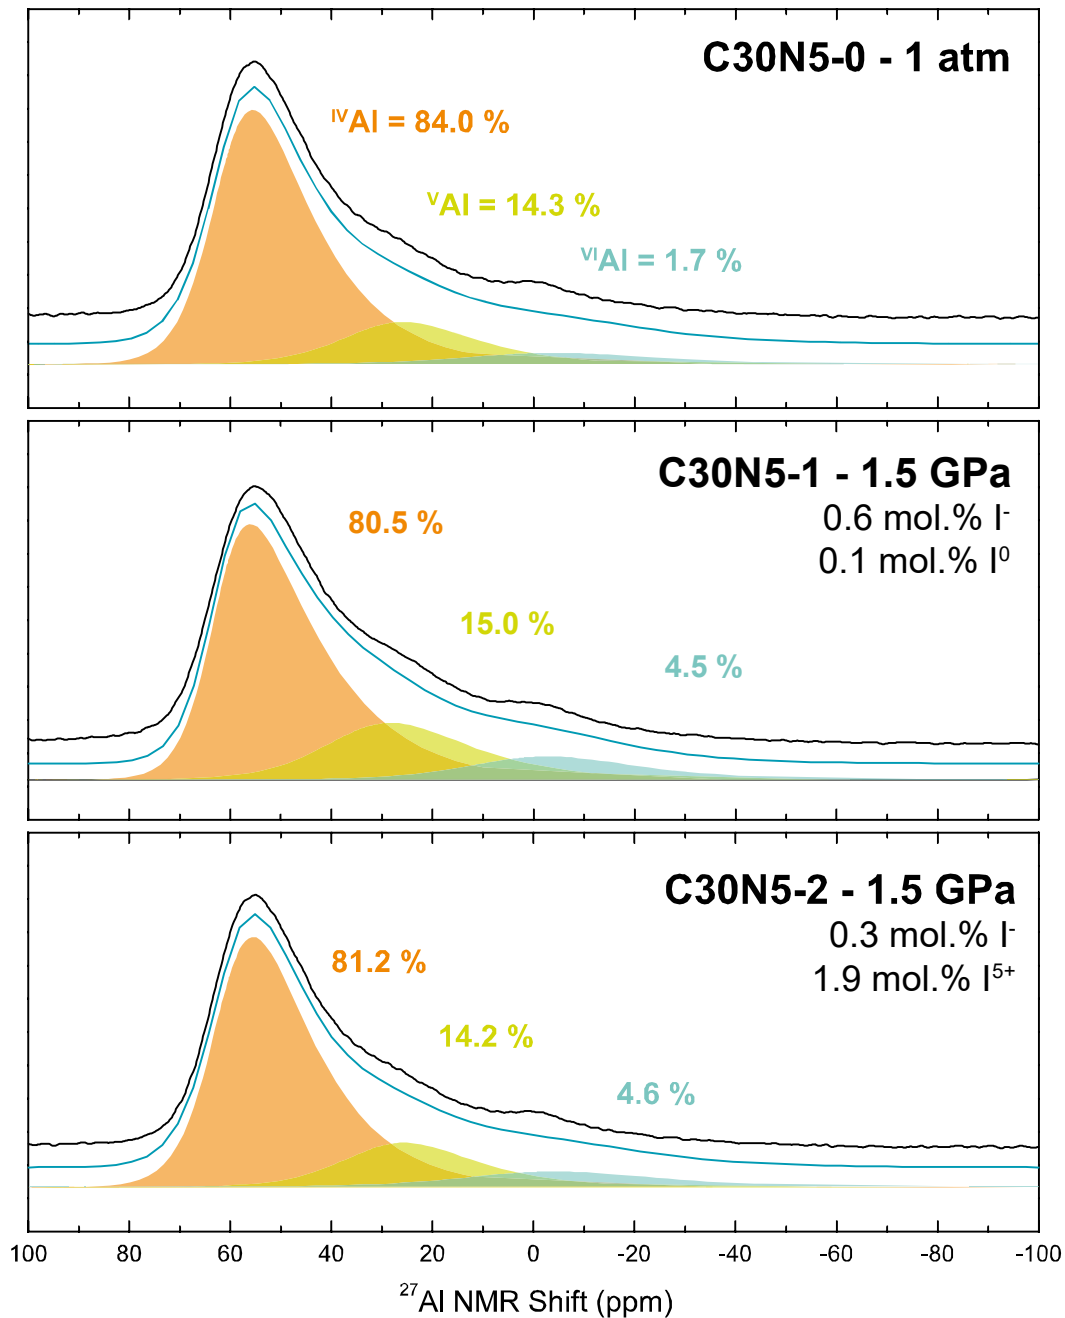 C30N5-0 - 1 atm
IVAl = 84.0 %
VAl = 14.3 %
VIAl = 1.7 %
C30N5-1 - 1.5 GPa
0.6 mol.% I-
0.1 mol.% I0
80.5 %
15.0 %
4.5 %
C30N5-2 - 1.5 GPa
0.3 mol.% I-
1.9 mol.% I5+
81.2 %
14.2 %
4.6 %
100 80 60 40 20 0 -20 -40 -60 -80 -100
27Al NMR Shift (ppm)